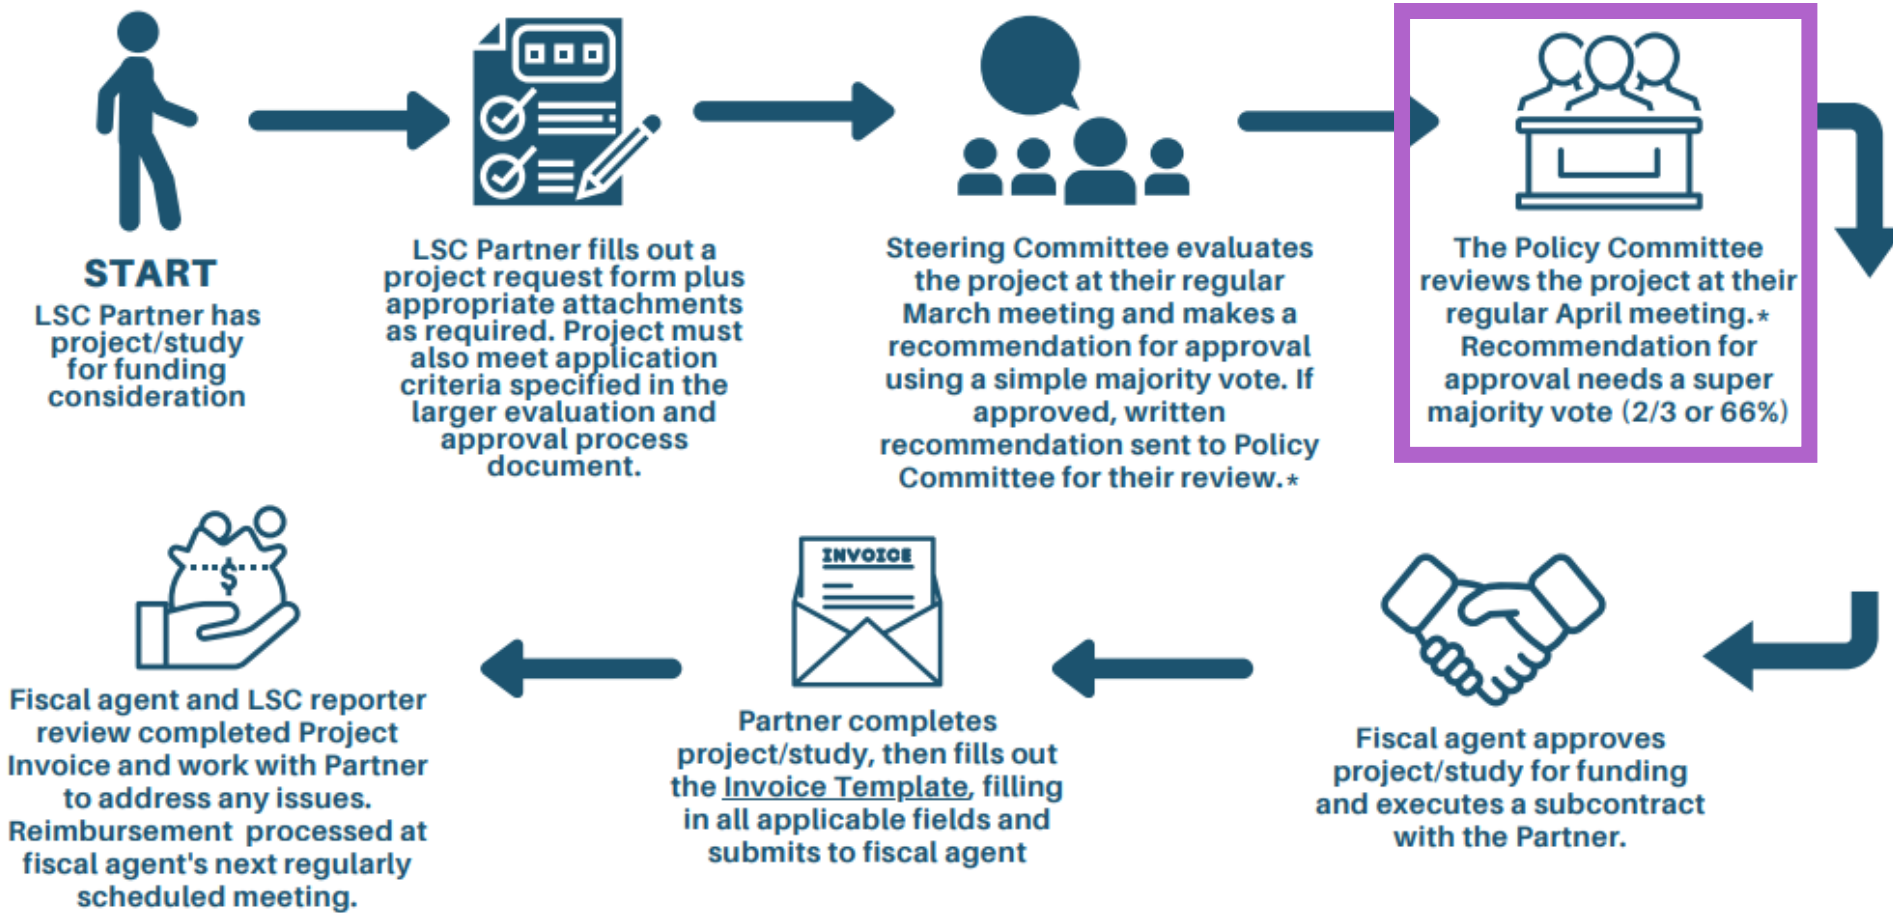 START
LSC Partner has
project/study
for funding
consideration
LSC Partner fills out a
project request form plus
appropriate attachments
as required. Project must
also meet application
criteria specified in the
larger evaluation and
approval process
document.
Steering Committee evaluates
the project at their regular
March meeting and makes a
recommendation for approval
using a simple majority vote. If
approved, written
recommendation sent to Policy
Committee for their review.*
The Policy Committee
reviews the project at their
regular April meeting.*
Recommendation for
approval needs a super
majority vote (2/3 or 66%)
Fiscal agent approves
project/study for funding
and executes a subcontract
with the Partner.
INVOICE
Partner completes
project/study, then fills out
the Invoice Template, filling
in all applicable fields and
submits to fiscal agent
$
Fiscal agent and LSC reporter
review completed Project
Invoice and work with Partner
to address any issues.
Reimbursement processed at
fiscal agent's next regularly
scheduled meeting.